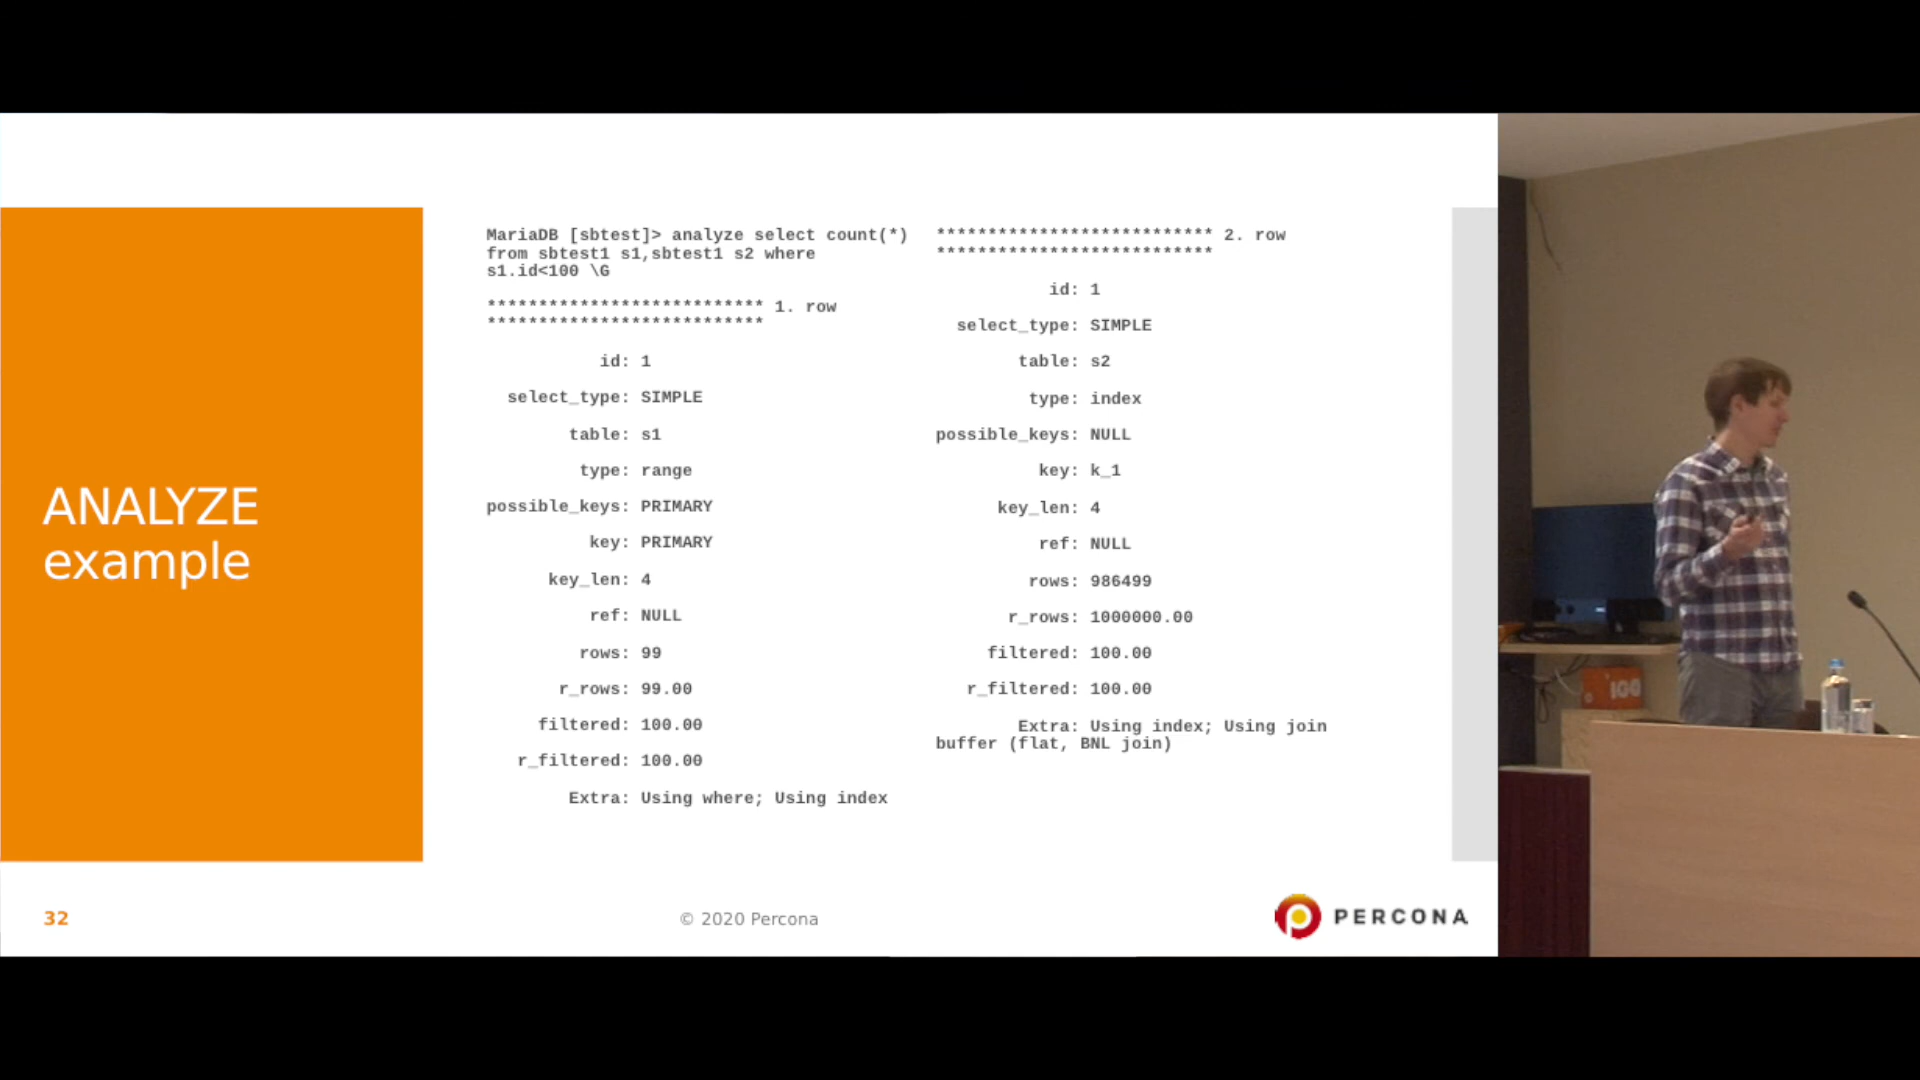 ANALYZE
example
MariaDB [sbtest]> analyze select count(*)
from sbtest1 s1,sbtest1 s2 where
s1.id<100 \G
*************************** 1. row
***************************
id: 1
select_type: SIMPLE
table: s1
type: range
possible_keys: PRIMARY
key: PRIMARY
key_len: 4
ref: NULL
rows: 99
r_rows: 99.00
filtered: 100.00
r_filtered: 100.00
Extra: Using where; Using index
*************************** 2. row
***************************
id: 1
select_type: SIMPLE
table: s2
type: index
possible_keys: NULL
key: k_1
key_len: 4
ref: NULL
rows: 986499
r_rows: 1000000.00
filtered: 100.00
r_filtered: 100.00
Extra: Using index; Using join
buffer (flat, BNL join)
32
© 2020 Percona
PERCONA
100